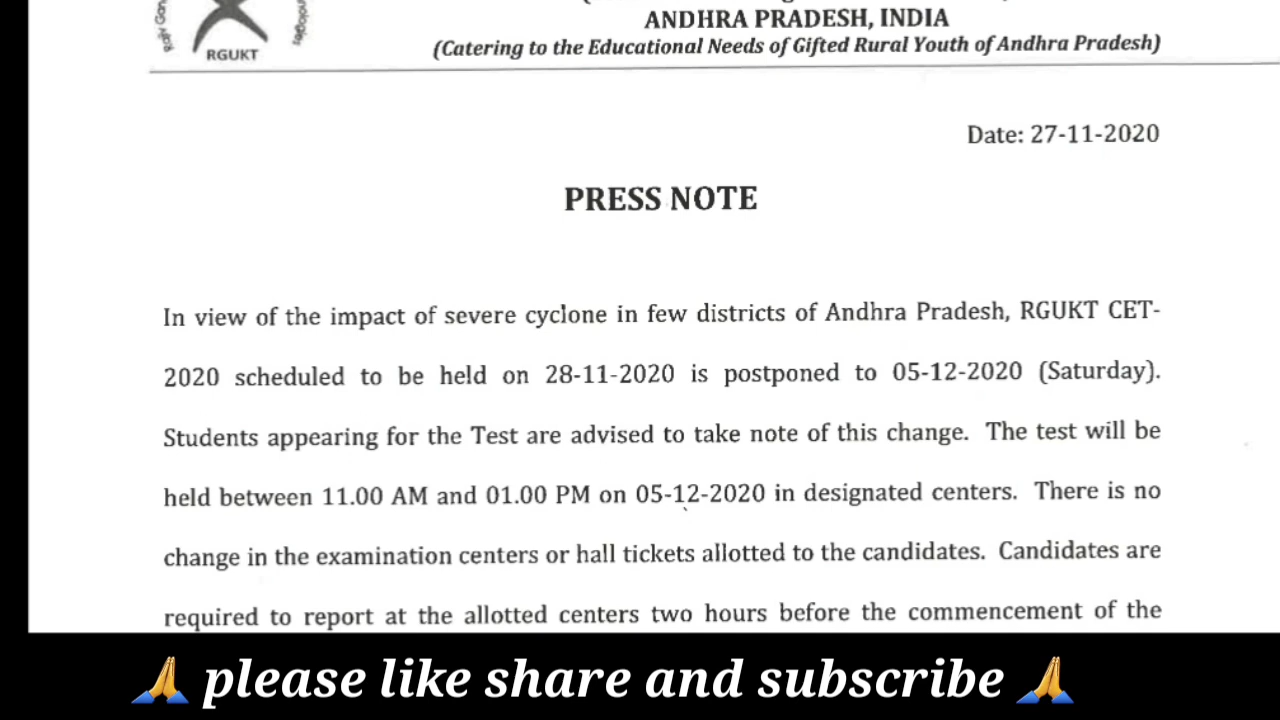 RGUKT
ANDHRA PRADESH, INDIA
(Catering to the Educational Needs of Gifted Rural Youth of Andhra Pradesh)
Date: 27-11-2020
PRESS NOTE
In view of the impact of severe cyclone in few districts of Andhra Pradesh, RGUKT CET-
2020 scheduled to be held on 28-11-2020 is postponed to 05-12-2020 (Saturday).
Students appearing for the Test are advised to take note of this change. The test will be
held between 11.00 AM and 01.00 PM on 05-12-2020 in designated centers. There is no
change in the examination centers or hall tickets allotted to the candidates. Candidates are
required to report at the allotted centers two hours before the commencement of the
🙏 please like share and subscribe 🙏